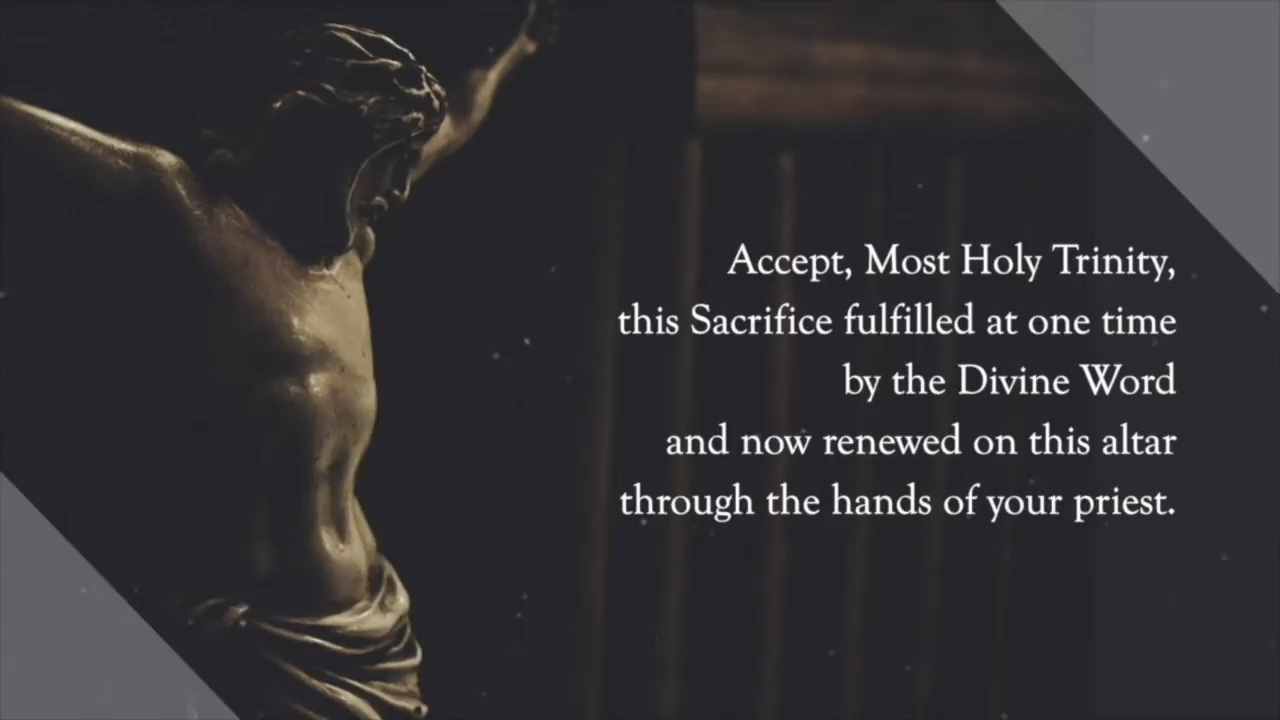 Accept, Most Holy Trinity,
this Sacrifice fulfilled at one time
by the Divine Word
and now renewed on this altar
through the hands of your priest.